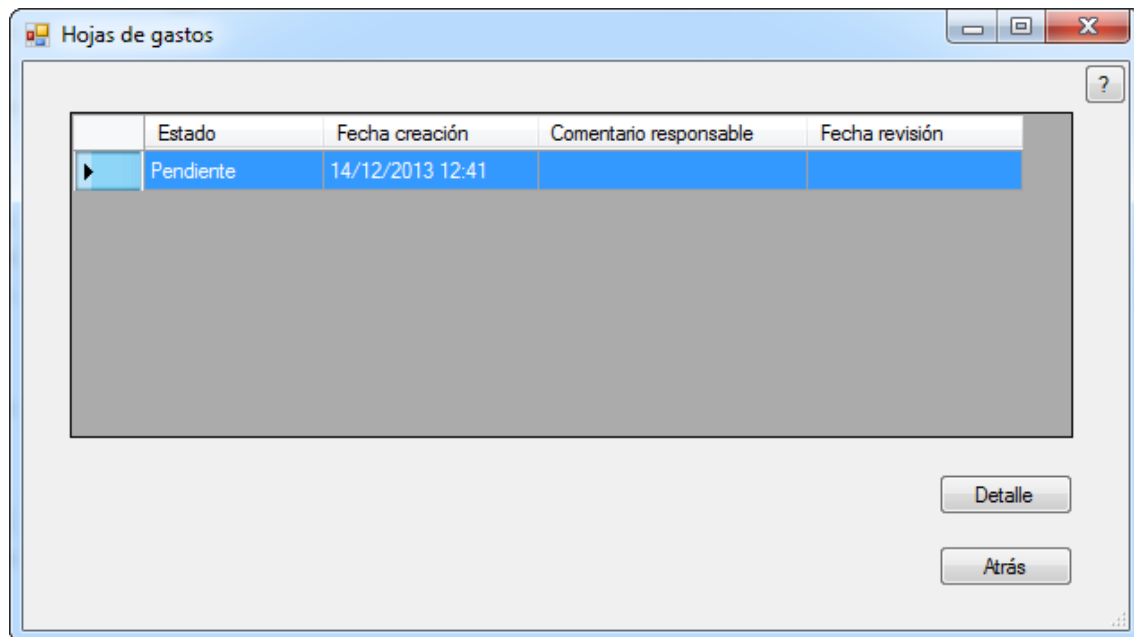 Hojas de gastos
?
Estado Fecha creación Comentario responsable Fecha revisión
Pendiente 14/12/2013 12:41
Detalle
Atrás